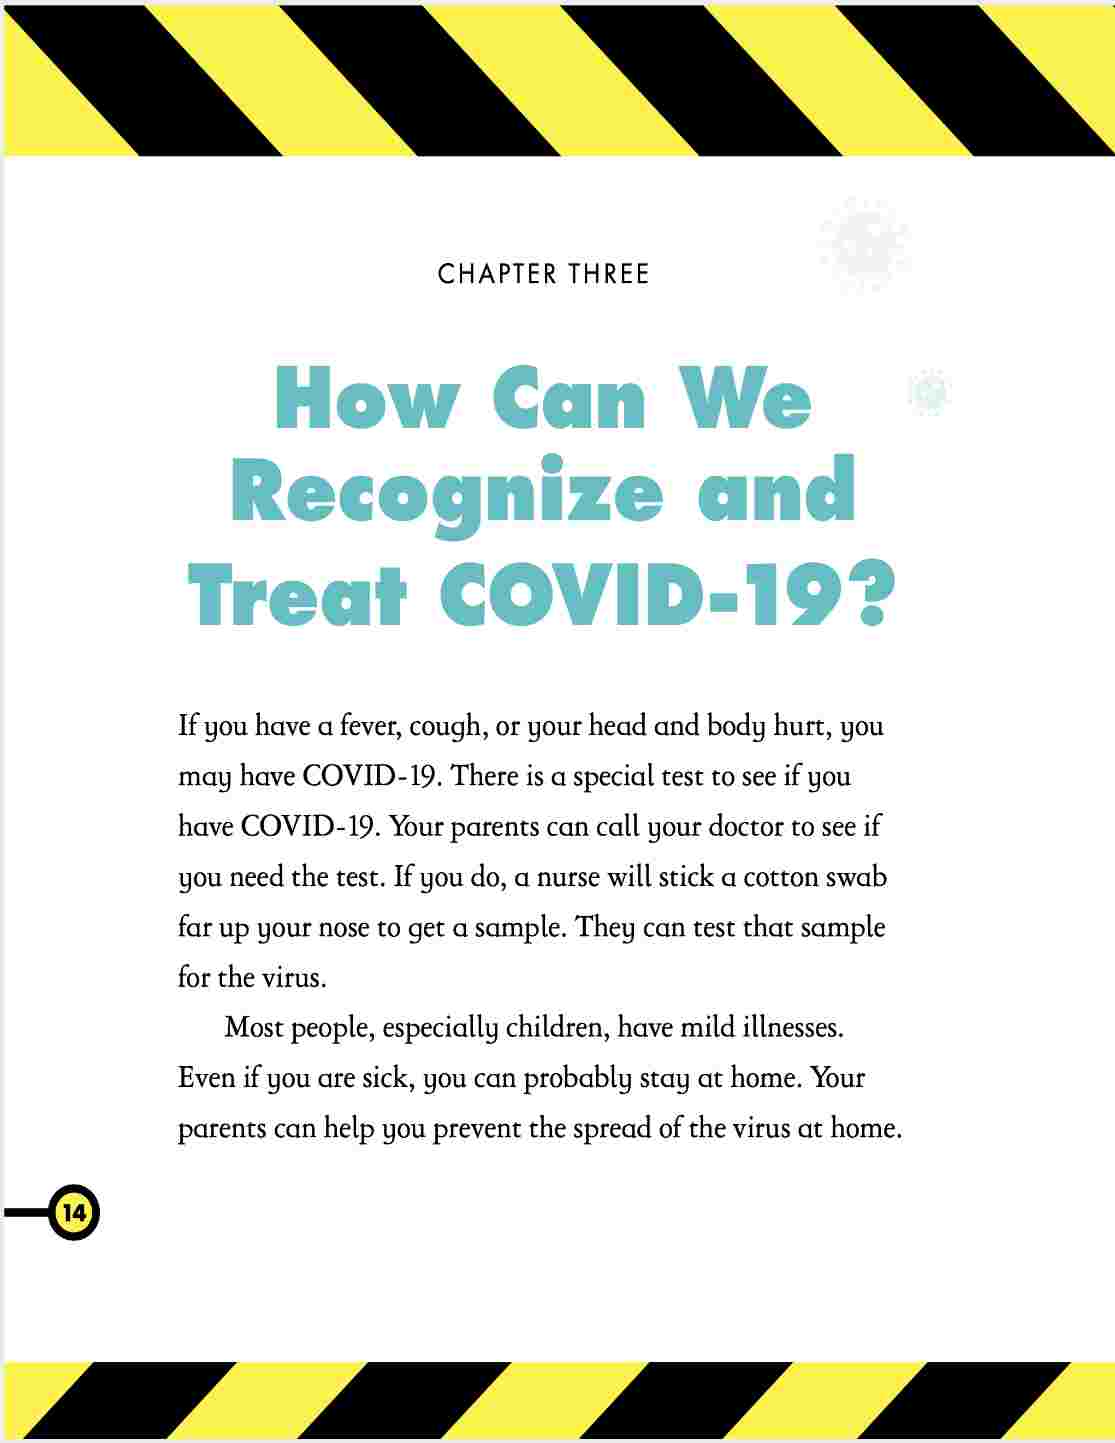 CHAPTER THREE
How Can We
Recognize and
Treat COVID-19?
If you have a fever, cough, or your head and body hurt, you
may have COVID-19. There is a special test to see if you
have COVID-19. Your parents can call your doctor to see if
you need the test. If you do, a nurse will stick a cotton swab
far up your nose to get a sample. They can test that sample
for the virus.
Most people, especially children, have mild illnesses.
Even if you are sick, you can probably stay at home. Your
parents can help you prevent the spread of the virus at home.
14